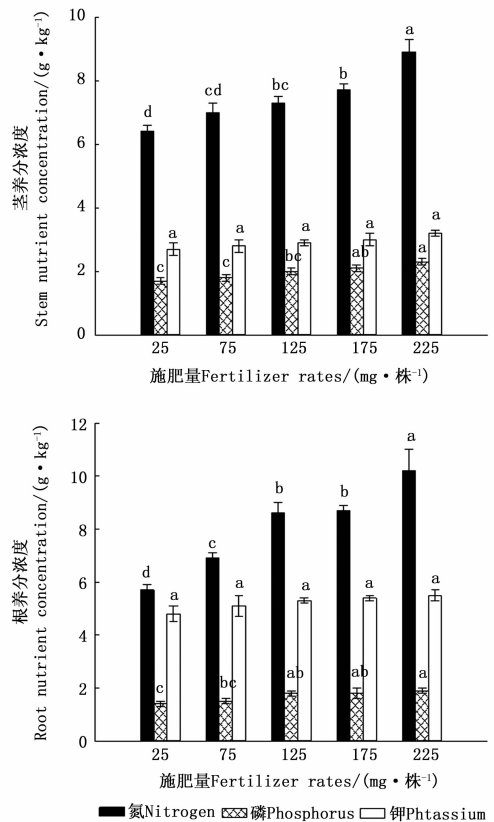 10
8
6
4
2
0
茎养分浓度
Stem nutrient concentration/(g·kg⁻¹)
d cd bc b a
a a a a a
c c bc ab a
25 75 125 175 225
施肥量Fertilizer rates/(mg·株⁻¹)
12
10
8
6
4
2
0
根养分浓度
Root nutrient concentration/(g·kg⁻¹)
d c b b a
a a a a a
c bc ab ab a
25 75 125 175 225
施肥量Fertilizer rates/(mg·株⁻¹)
氮Nitrogen 磷Phosphorus 钾Phtassium